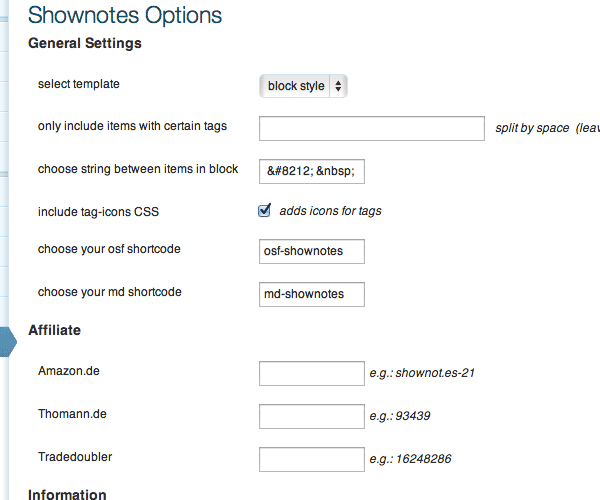 Shownotes Options
General Settings
select template block style
only include items with certain tags split by space (leav
choose string between items in block &#8212; &nbsp;
include tag-icons CSS adds icons for tags
choose your osf shortcode osf-shownotes
choose your md shortcode md-shownotes
Affiliate
Amazon.de e.g.: shownot.es-21
Thomann.de e.g.: 93439
Tradedoubler e.g.: 16248286
Information